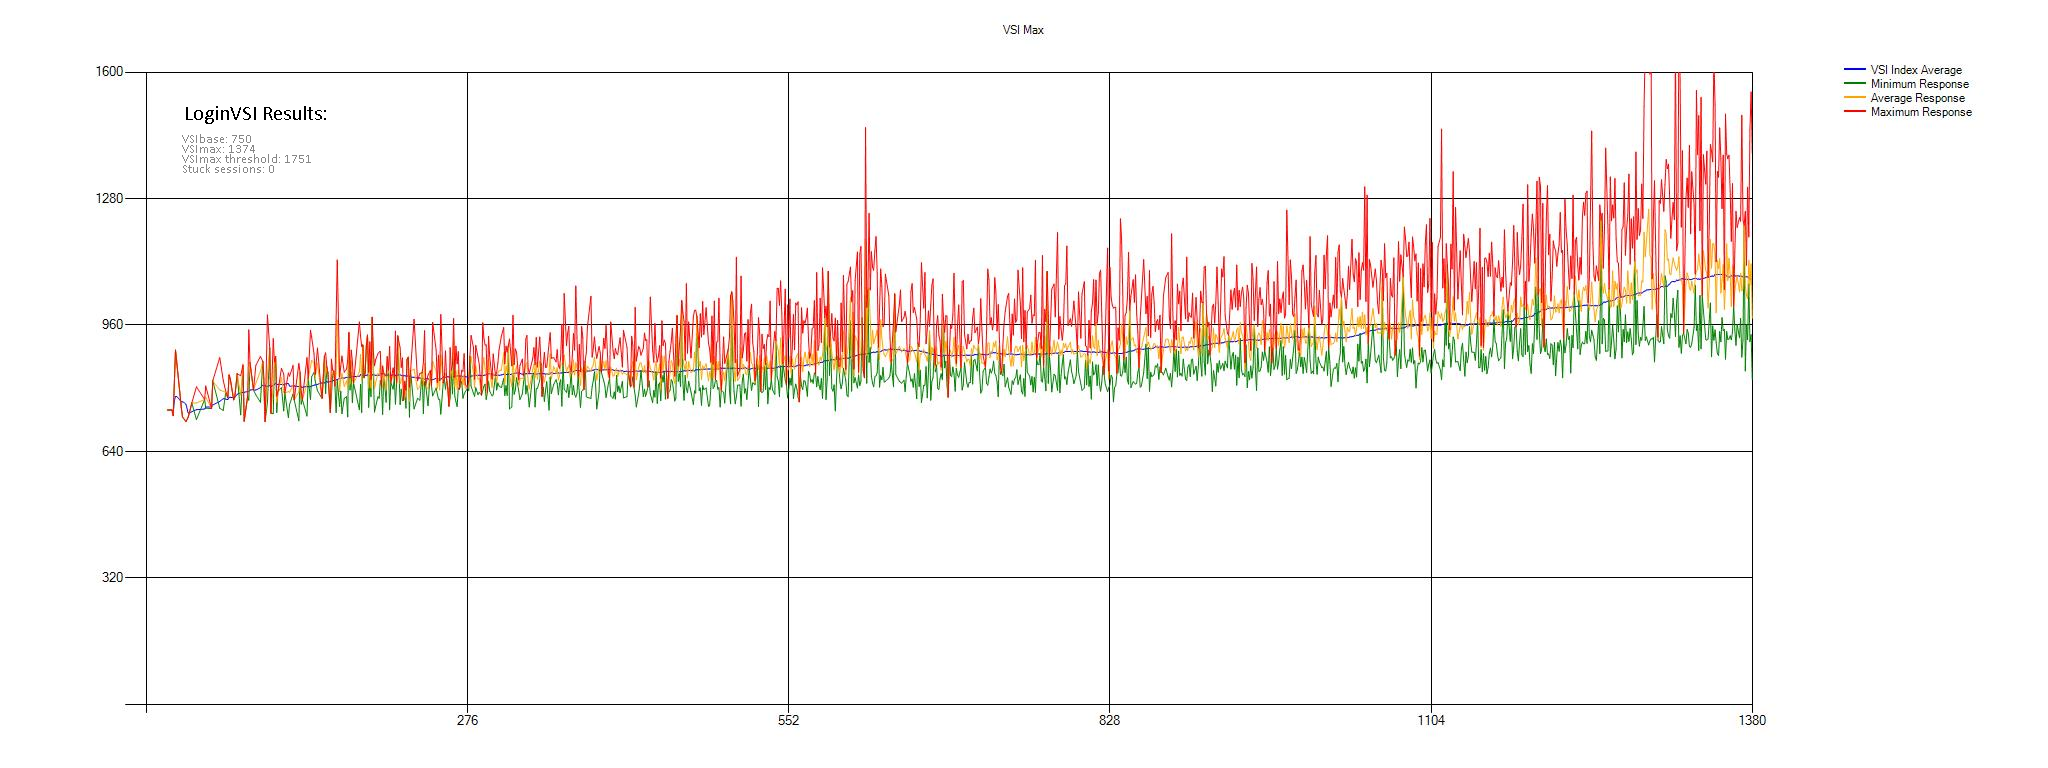 VSI Max
1600
1280
960
640
320
LoginVSI Results:
VSIbase: 750
VSImax: 1374
VSImax threshold: 1751
Stuck sessions: 0
276
552
828
1104
1380
VSI Index Average
Minimum Response
Average Response
Maximum Response